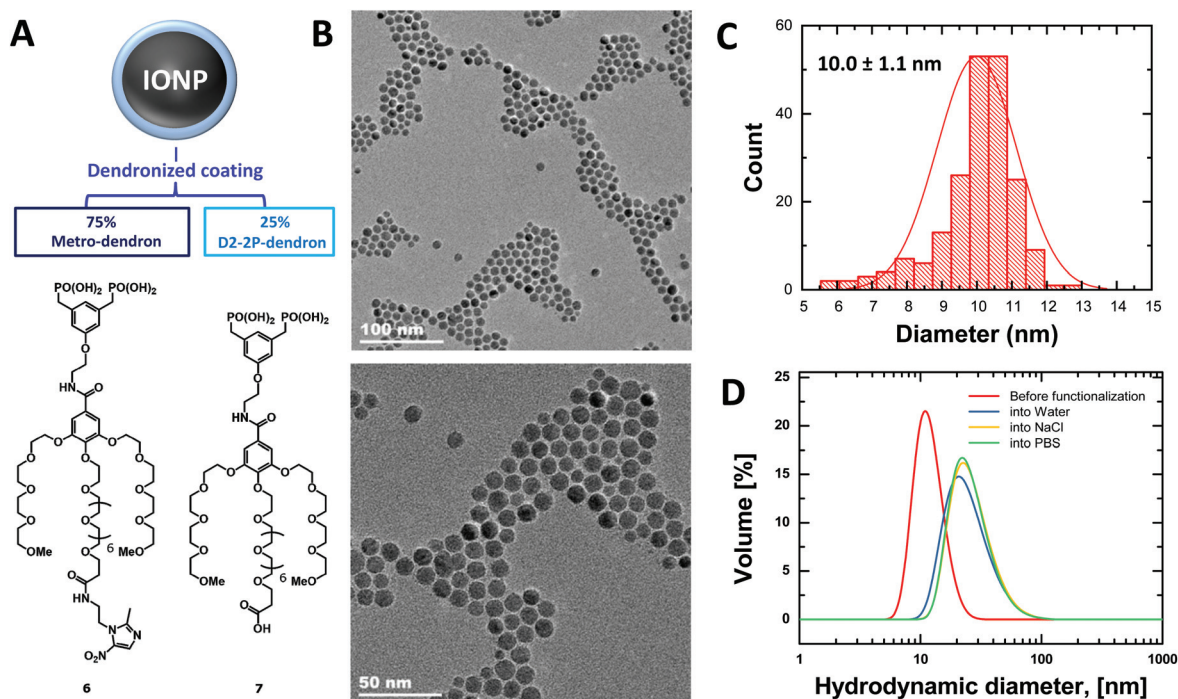 A
IONP
Dendronized coating
75%
Metro-dendron
25%
D2-2P-dendron
PO(OH)₂ PO(OH)₂
O
HN
O
O
O
O
O
O
O
O
O
O
O
O
O
O
OMe
MeO
6
O
O
HN
N
N
O₂N
6
PO(OH)₂ PO(OH)₂
O
HN
O
O
O
O
O
O
O
O
O
O
O
O
O
OMe
MeO
6
O
O
OH
7
B
100 nm
50 nm
C
10.0 ± 1.1 nm
Count
60
40
20
0
5 6 7 8 9 10 11 12 13 14 15
Diameter (nm)
D
Before functionalization
into Water
into NaCl
into PBS
Volume [%]
25
20
15
10
5
0
1 10 100 1000
Hydrodynamic diameter, [nm]